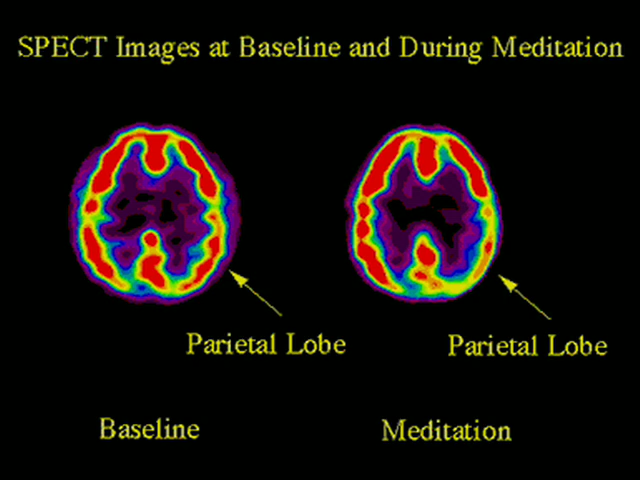 SPECT Images at Baseline and During Meditation
Parietal Lobe
Parietal Lobe
Baseline
Meditation